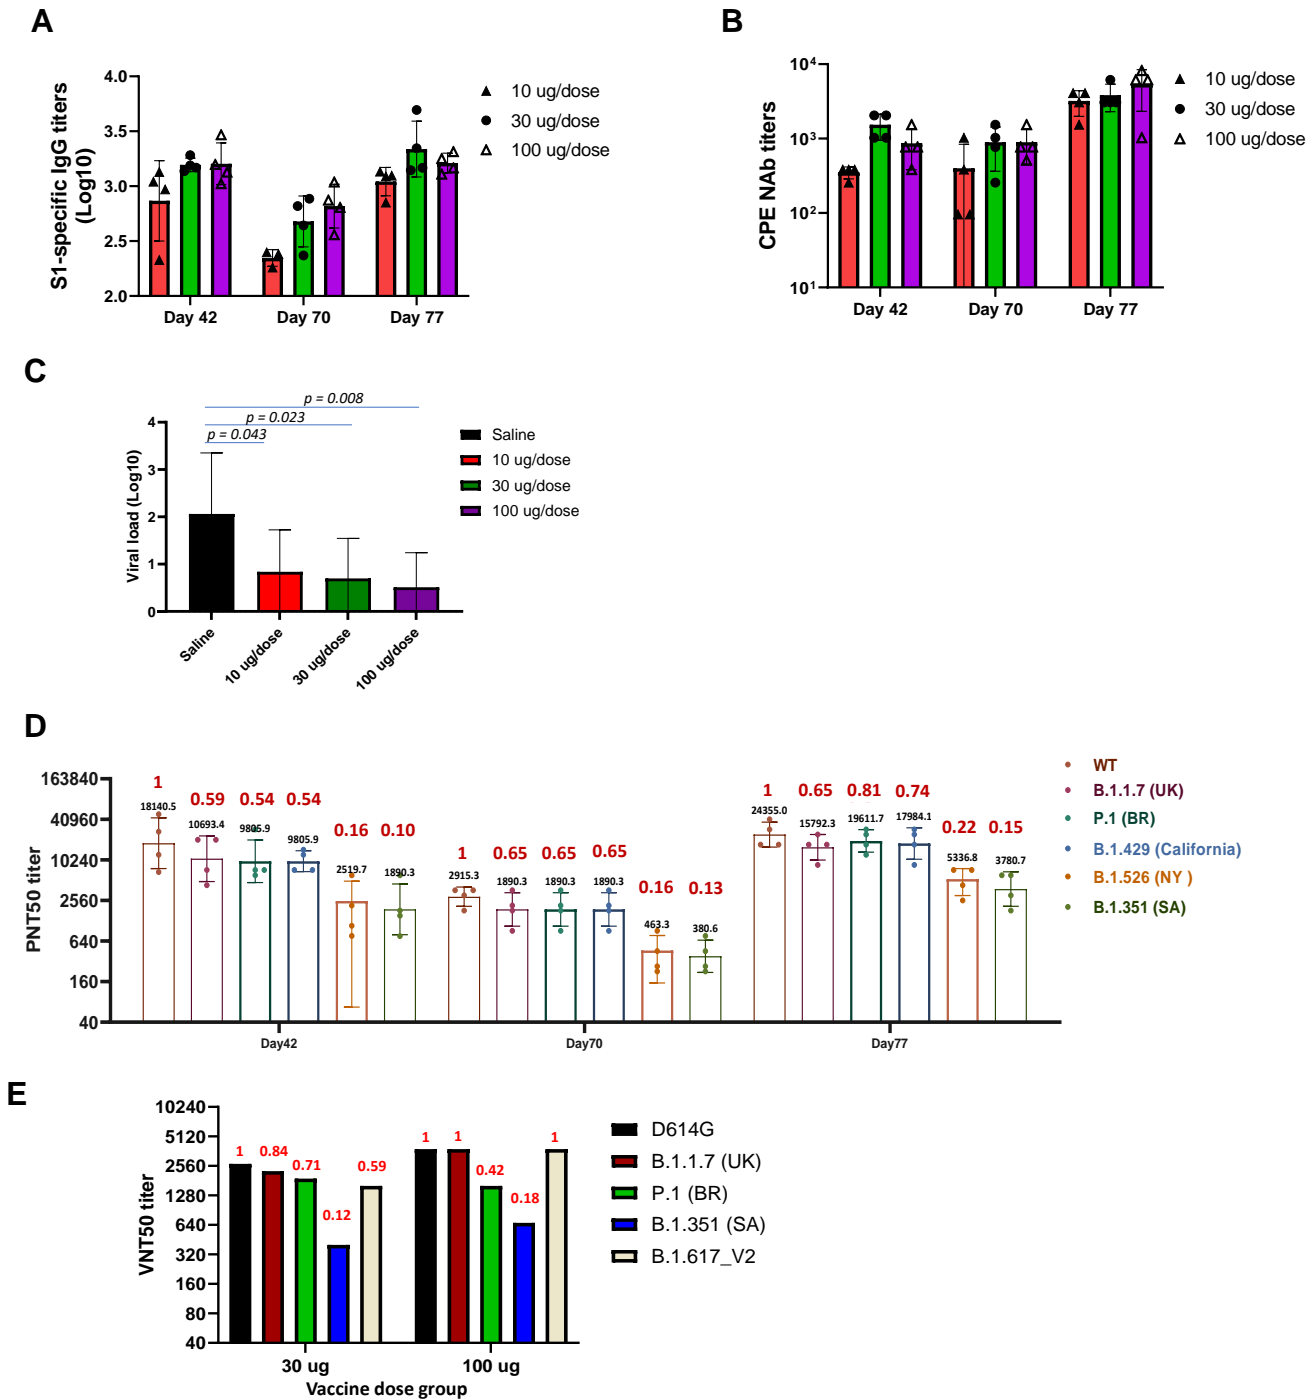 A
S1-specific IgG titers
(Log10)
4.0
3.5
3.0
2.5
2.0
Day 42
Day 70
Day 77
10 ug/dose
30 ug/dose
100 ug/dose
B
CPE NAb titers
10⁴
10³
10²
10¹
Day 42
Day 70
Day 77
10 ug/dose
30 ug/dose
100 ug/dose
C
p = 0.008
p = 0.023
p = 0.043
Viral load (Log10)
4
3
2
1
0
Saline
10 ug/dose
30 ug/dose
100 ug/dose
Saline
10 ug/dose
30 ug/dose
100 ug/dose
D
PNT50 titer
163840
40960
10240
2560
640
160
40
1
0.59
0.54
0.54
0.16
0.10
18140.5
10693.4
9805.9
9805.9
2519.7
1890.3
1
0.65
0.65
0.65
0.16
0.13
2915.3
1890.3
1890.3
1890.3
463.3
380.6
1
0.65
0.81
0.74
0.22
0.15
24355.0
15792.3
19611.7
17984.1
5336.8
3780.7
Day42
Day70
Day77
WT
B.1.1.7 (UK)
P.1 (BR)
B.1.429 (California)
B.1.526 (NY )
B.1.351 (SA)
E
VNT50 titer
10240
5120
2560
1280
640
320
160
80
40
1
0.84
0.71
0.12
0.59
1
1
0.42
0.18
1
30 ug
100 ug
Vaccine dose group
D614G
B.1.1.7 (UK)
P.1 (BR)
B.1.351 (SA)
B.1.617_V2